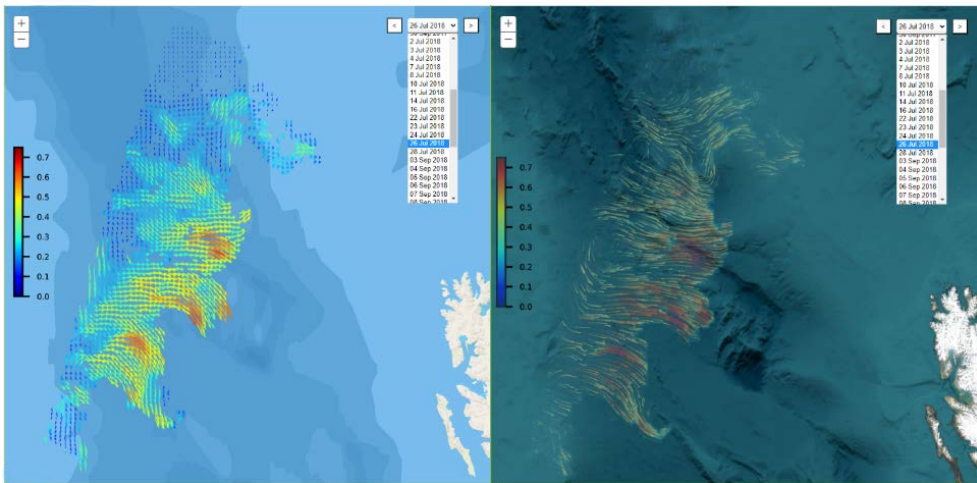 +
−
< 26 Jul 2018 >
2 Jul 2018
3 Jul 2018
4 Jul 2018
7 Jul 2018
8 Jul 2018
10 Jul 2018
11 Jul 2018
14 Jul 2018
16 Jul 2018
22 Jul 2018
23 Jul 2018
24 Jul 2018
26 Jul 2018
28 Jul 2018
03 Sep 2018
04 Sep 2018
05 Sep 2018
06 Sep 2018
07 Sep 2018
08 Sep 2018
0.7
0.6
0.5
0.4
0.3
0.2
0.1
0.0
+
−
< 26 Jul 2018 >
2 Jul 2018
3 Jul 2018
4 Jul 2018
7 Jul 2018
8 Jul 2018
10 Jul 2018
11 Jul 2018
14 Jul 2018
16 Jul 2018
22 Jul 2018
23 Jul 2018
24 Jul 2018
26 Jul 2018
28 Jul 2018
03 Sep 2018
04 Sep 2018
05 Sep 2018
06 Sep 2018
07 Sep 2018
08 Sep 2018
0.7
0.6
0.5
0.4
0.3
0.2
0.1
0.0